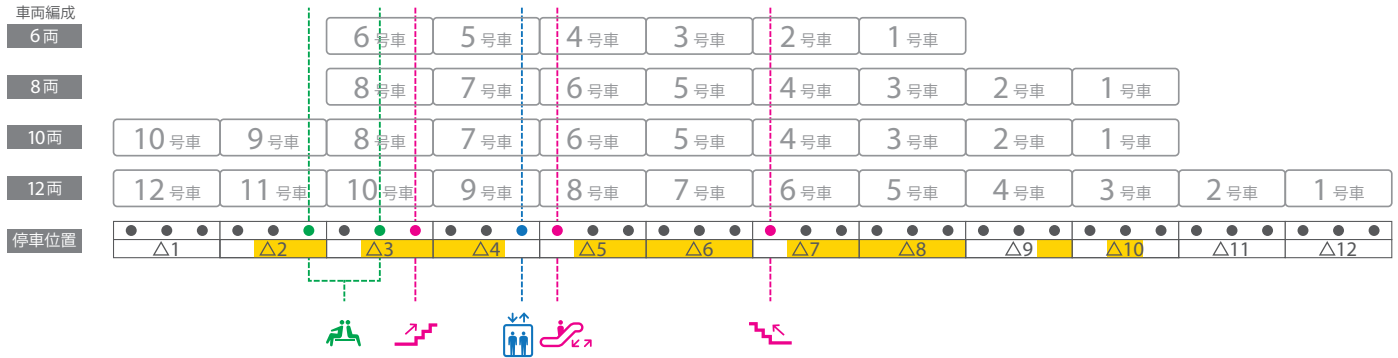 車両編成
6両 6号車 5号車 4号車 3号車 2号車 1号車
8両 8号車 7号車 6号車 5号車 4号車 3号車 2号車 1号車
10両 10号車 9号車 8号車 7号車 6号車 5号車 4号車 3号車 2号車 1号車
12両 12号車 11号車 10号車 9号車 8号車 7号車 6号車 5号車 4号車 3号車 2号車 1号車
停車位置 △1 △2 △3 △4 △5 △6 △7 △8 △9 △10 △11 △12